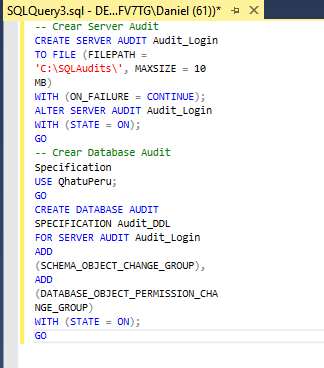 SQLQuery3.sql - DE...FV7TG\Daniel (61))*
-- Crear Server Audit
CREATE SERVER AUDIT Audit_Login
TO FILE (FILEPATH =
'C:\SQLAudits\', MAXSIZE = 10
MB)
WITH (ON_FAILURE = CONTINUE);
ALTER SERVER AUDIT Audit_Login
WITH (STATE = ON);
GO
-- Crear Database Audit
Specification
USE QhatuPeru;
GO
CREATE DATABASE AUDIT
SPECIFICATION Audit_DDL
FOR SERVER AUDIT Audit_Login
ADD
(SCHEMA_OBJECT_CHANGE_GROUP),
ADD
(DATABASE_OBJECT_PERMISSION_CHA
NGE_GROUP)
WITH (STATE = ON);
GO